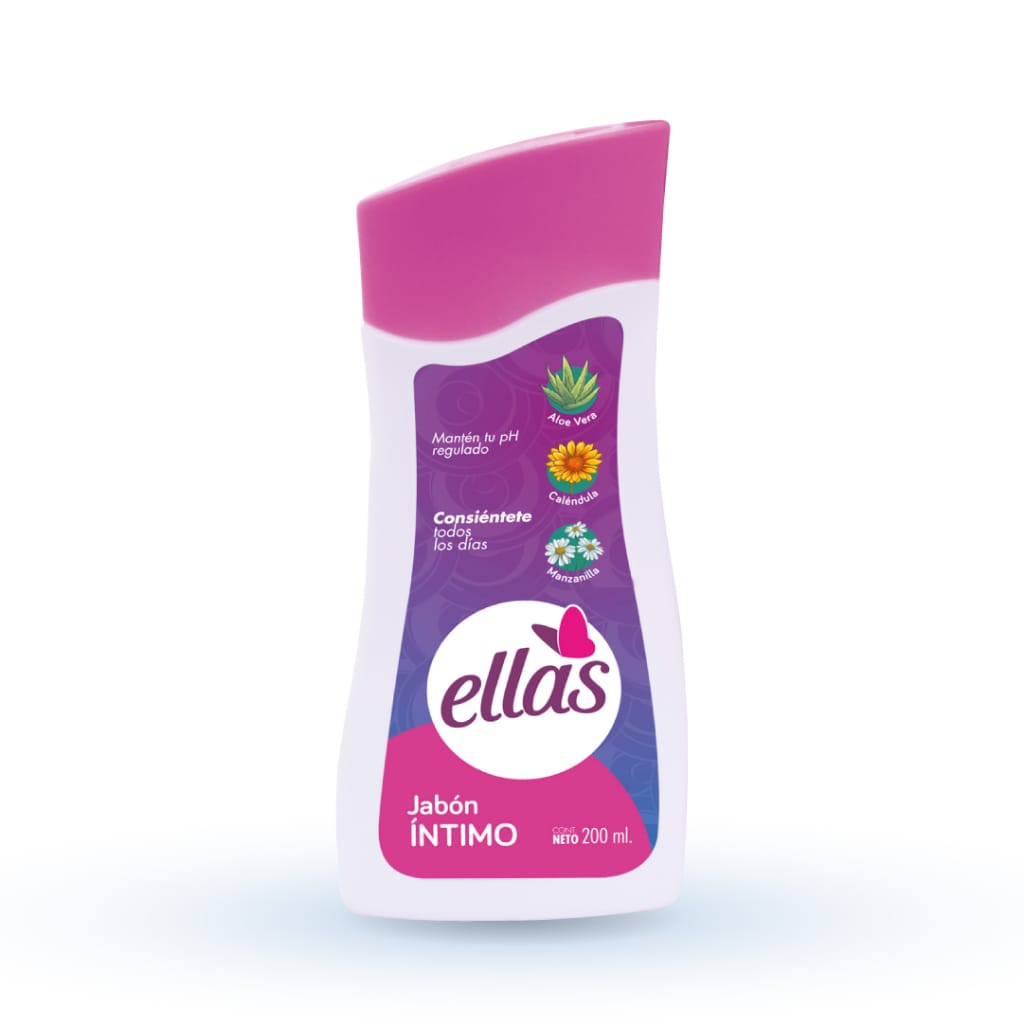 Mantén tu pH
regulado
Consiéntete
todos
los días
Aloe Vera
Caléndula
Manzanilla
ellas
Jabón
ÍNTIMO
CONT.
NETO 200 ml.